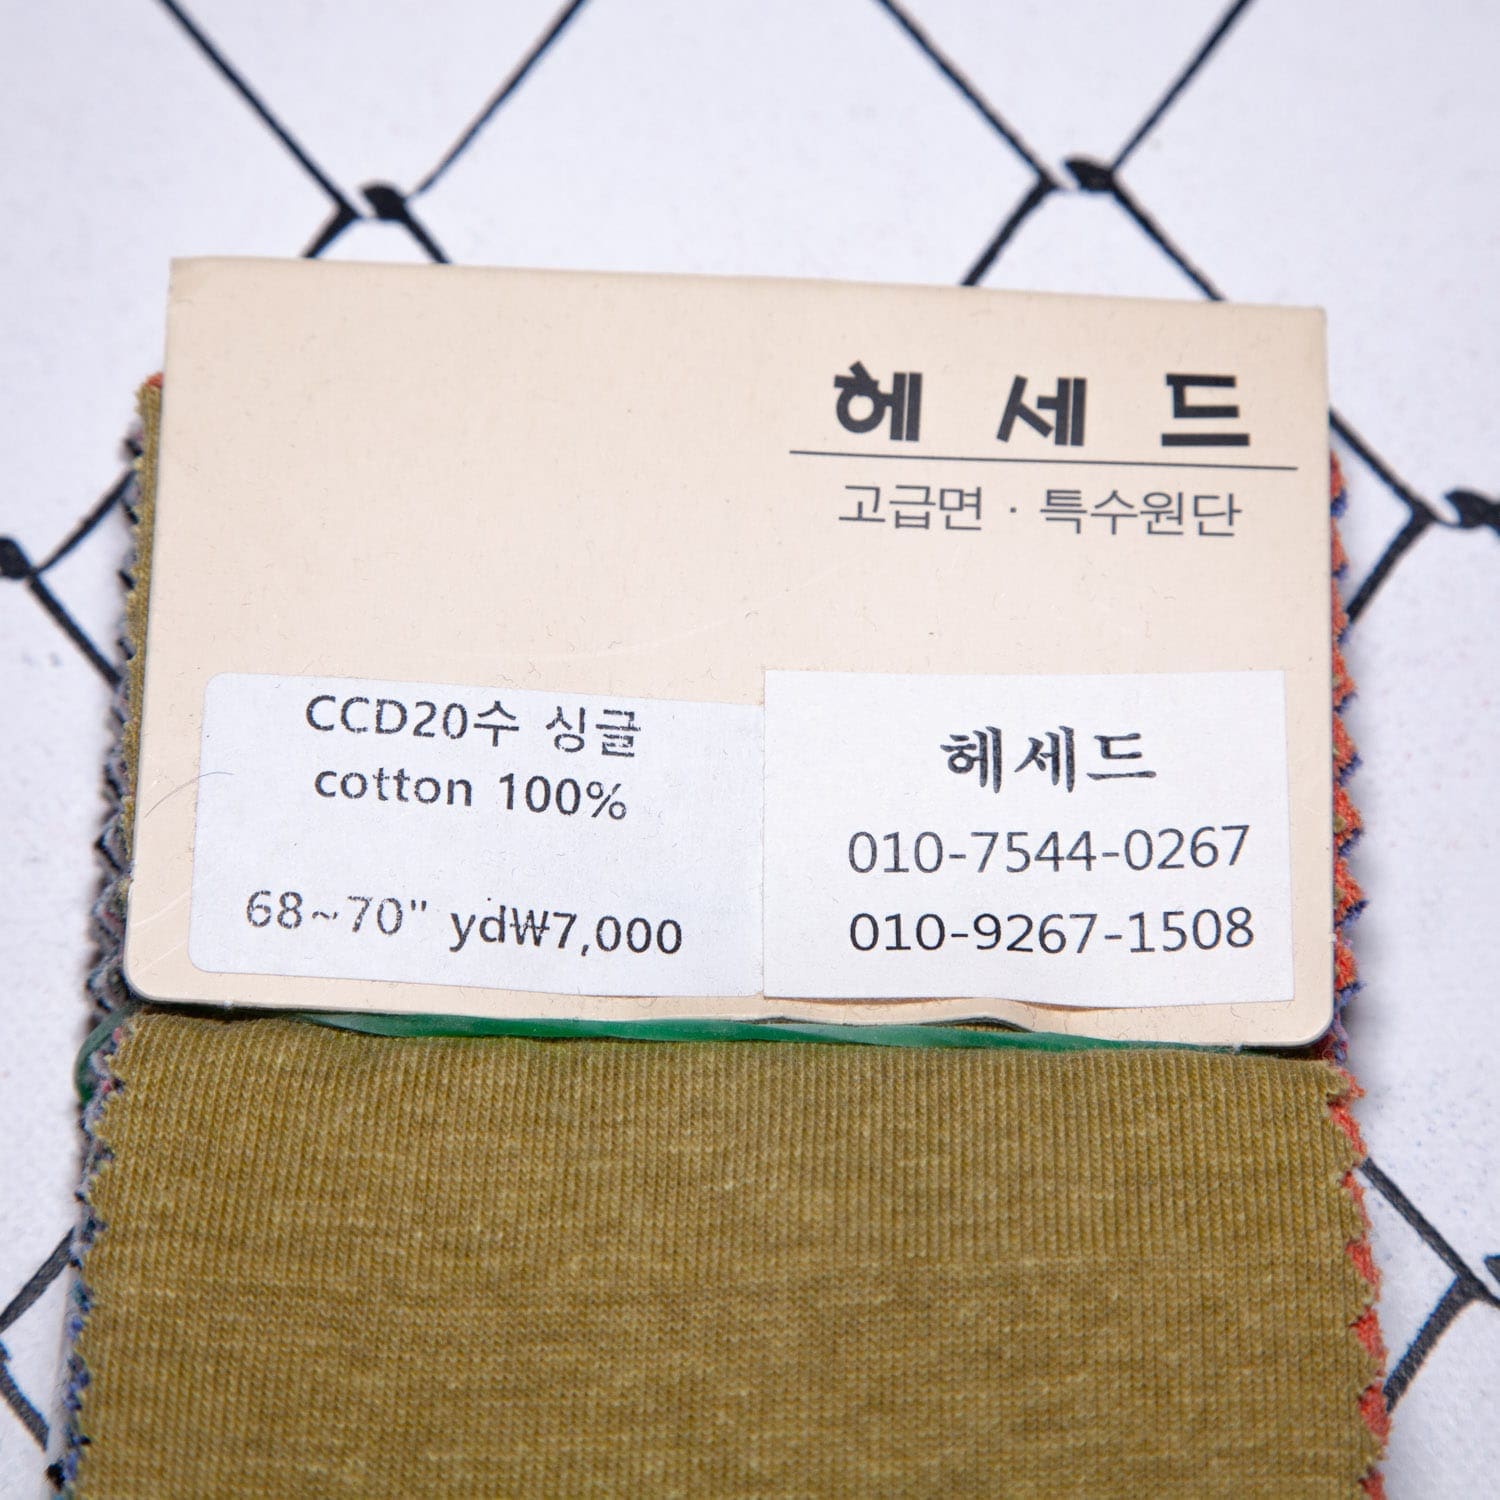 헤 세 드
고급면 · 특수원단
CCD20수 싱글
cotton 100%
68~70" yd₩7,000
헤세드
010-7544-0267
010-9267-1508